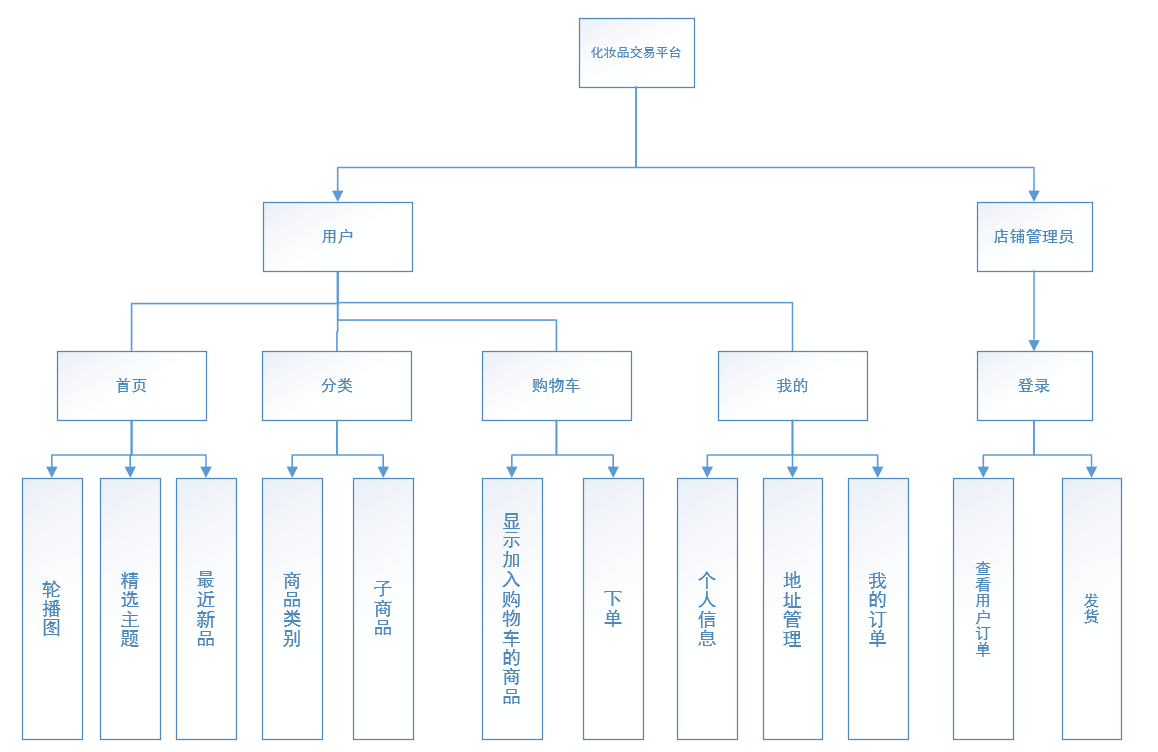 化妆品交易平台
用户
店铺管理员
首页
分类
购物车
我的
登录
轮播图
精选主题
最近新品
商品类别
子商品
显示加入购物车的商品
下单
个人信息
地址管理
我的订单
查看用户订单
发货